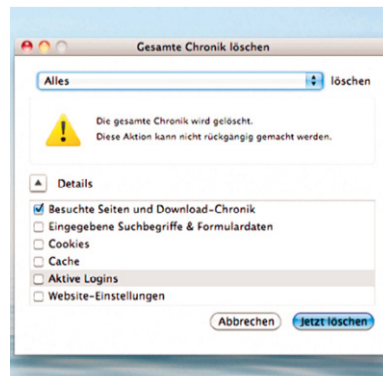 Gesamte Chronik löschen
Alles löschen
Die gesamte Chronik wird gelöscht.
Diese Aktion kann nicht rückgängig gemacht werden.
Details
Besuchte Seiten und Download-Chronik
Eingegebene Suchbegriffe & Formulardaten
Cookies
Cache
Aktive Logins
Website-Einstellungen
Abbrechen Jetzt löschen